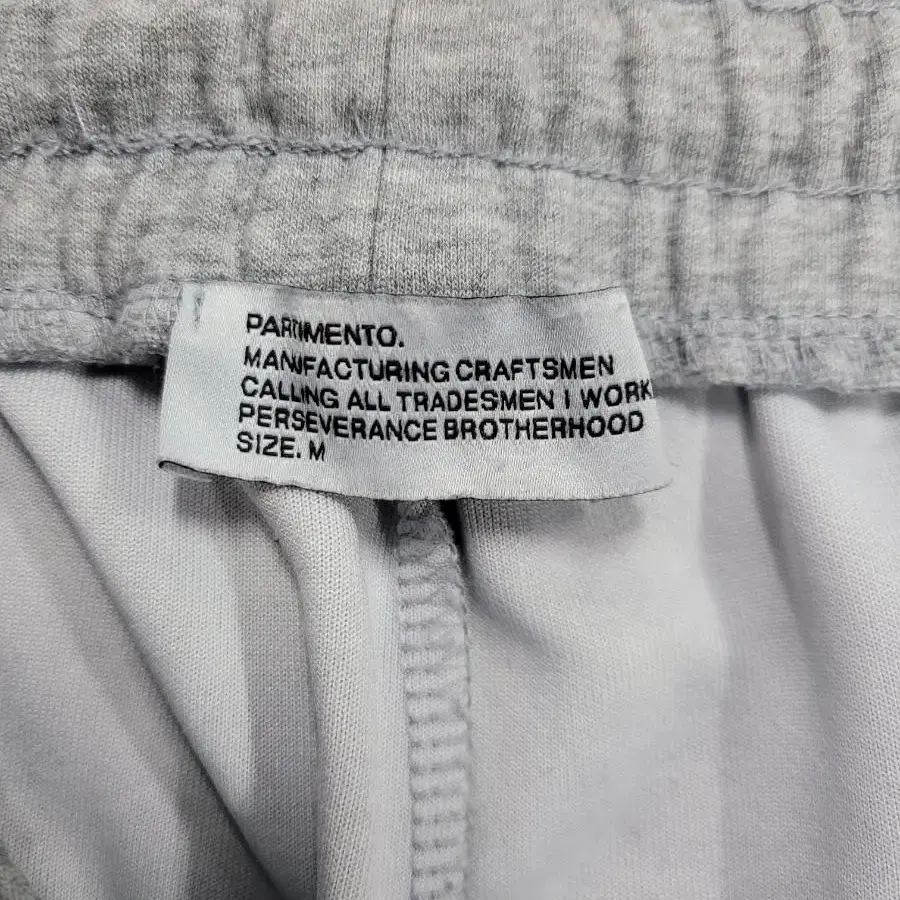 PARTIMENTO.
MANUFACTURING CRAFTSMEN
CALLING ALL TRADESMEN I WORK
PERSEVERANCE BROTHERHOOD
SIZE. M